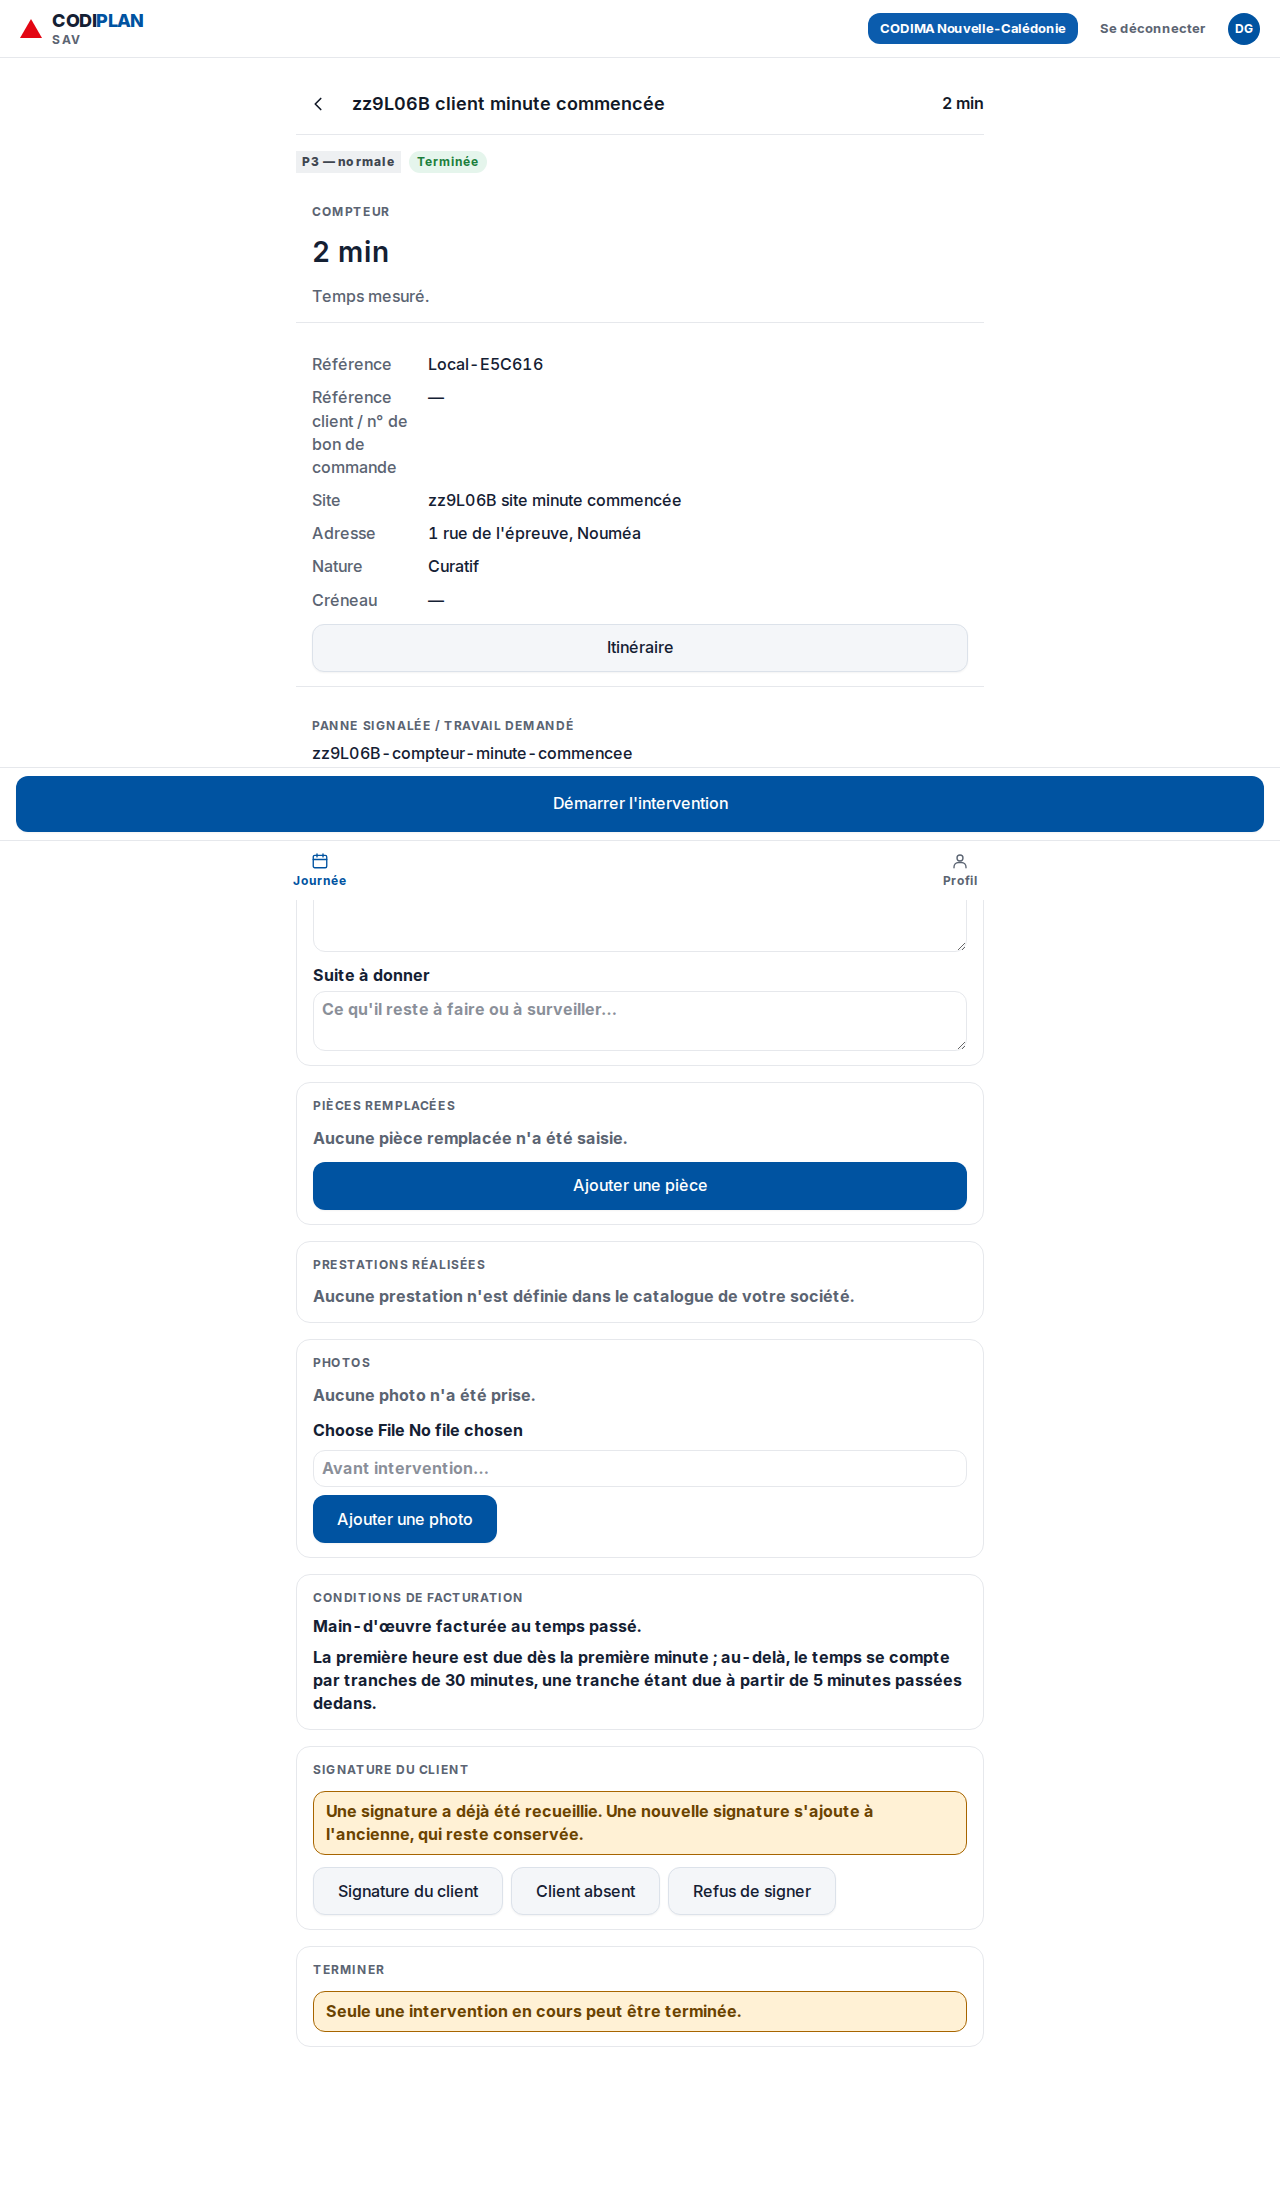 CODIPLAN
SAV
CODIMA Nouvelle-Calédonie
Se déconnecter
DG
zz9L06B client minute commencée
2 min
P3 — normale
Terminée
COMPTEUR
2 min
Temps mesuré.
Référence
Local-E5C616
Référence
client / n° de
bon de
commande
—
Site
zz9L06B site minute commencée
Adresse
1 rue de l'épreuve, Nouméa
Nature
Curatif
Créneau
—
Itinéraire
PANNE SIGNALÉE / TRAVAIL DEMANDÉ
zz9L06B-compteur-minute-commencee
Démarrer l'intervention
Journée
Profil
Suite à donner
Ce qu'il reste à faire ou à surveiller…
PIÈCES REMPLACÉES
Aucune pièce remplacée n'a été saisie.
Ajouter une pièce
PRESTATIONS RÉALISÉES
Aucune prestation n'est définie dans le catalogue de votre société.
PHOTOS
Aucune photo n'a été prise.
Choose File No file chosen
Avant intervention…
Ajouter une photo
CONDITIONS DE FACTURATION
Main-d'œuvre facturée au temps passé.
La première heure est due dès la première minute ; au-delà, le temps se compte
par tranches de 30 minutes, une tranche étant due à partir de 5 minutes passées
dedans.
SIGNATURE DU CLIENT
Une signature a déjà été recueillie. Une nouvelle signature s'ajoute à
l'ancienne, qui reste conservée.
Signature du client
Client absent
Refus de signer
TERMINER
Seule une intervention en cours peut être terminée.